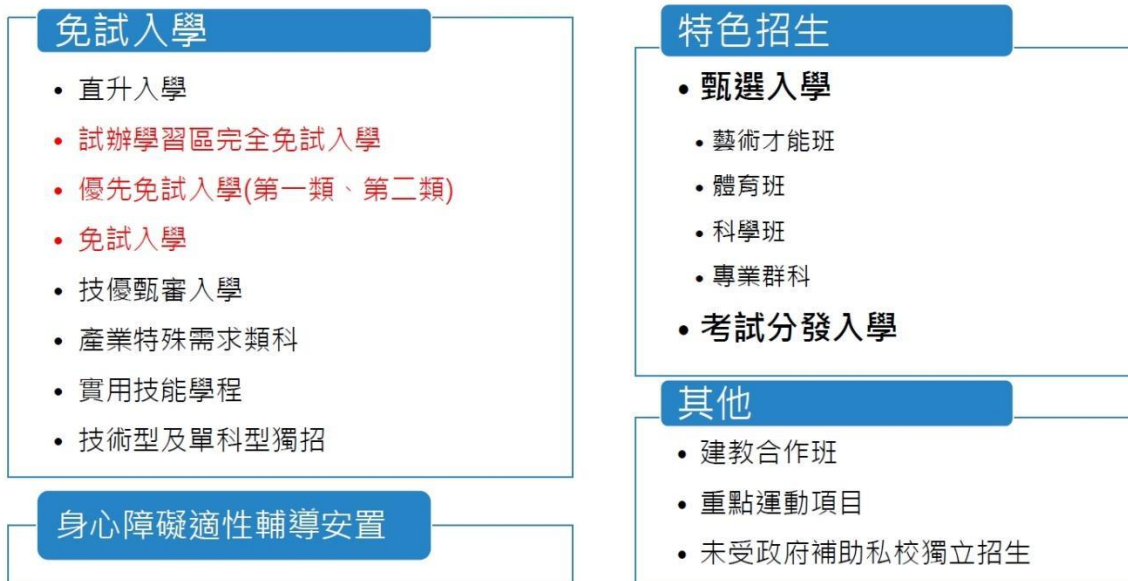 免試入學
• 直升入學
• 試辦學習區完全免試入學
• 優先免試入學(第一類、第二類)
• 免試入學
• 技優甄審入學
• 產業特殊需求類科
• 實用技能學程
• 技術型及單科型獨招
身心障礙適性輔導安置
特色招生
• 甄選入學
• 藝術才能班
• 體育班
• 科學班
• 專業群科
• 考試分發入學
其他
• 建教合作班
• 重點運動項目
• 未受政府補助私校獨立招生